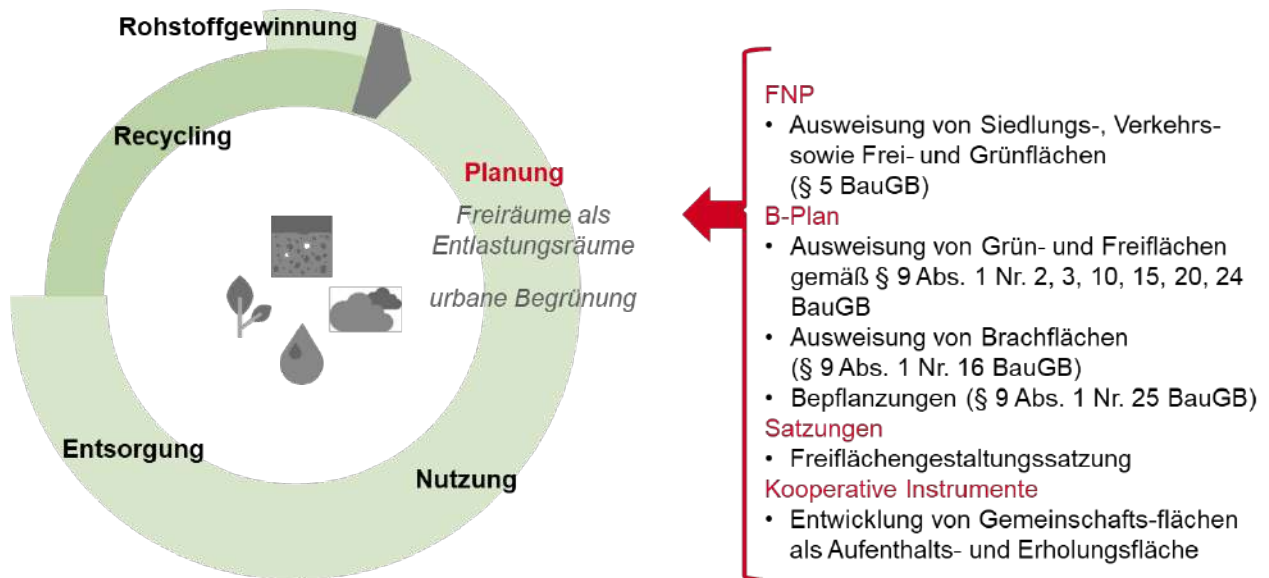 Rohstoffgewinnung
Recycling
Planung
Freiräume als
Entlastungsräume
urbane Begrünung
Entsorgung
Nutzung
FNP
• Ausweisung von Siedlungs-, Verkehrs-
sowie Frei- und Grünflächen
(§ 5 BauGB)
B-Plan
• Ausweisung von Grün- und Freiflächen
gemäß § 9 Abs. 1 Nr. 2, 3, 10, 15, 20, 24
BauGB
• Ausweisung von Brachflächen
(§ 9 Abs. 1 Nr. 16 BauGB)
• Bepflanzungen (§ 9 Abs. 1 Nr. 25 BauGB)
Satzungen
• Freiflächengestaltungssatzung
Kooperative Instrumente
• Entwicklung von Gemeinschafts-flächen
als Aufenthalts- und Erholungsfläche